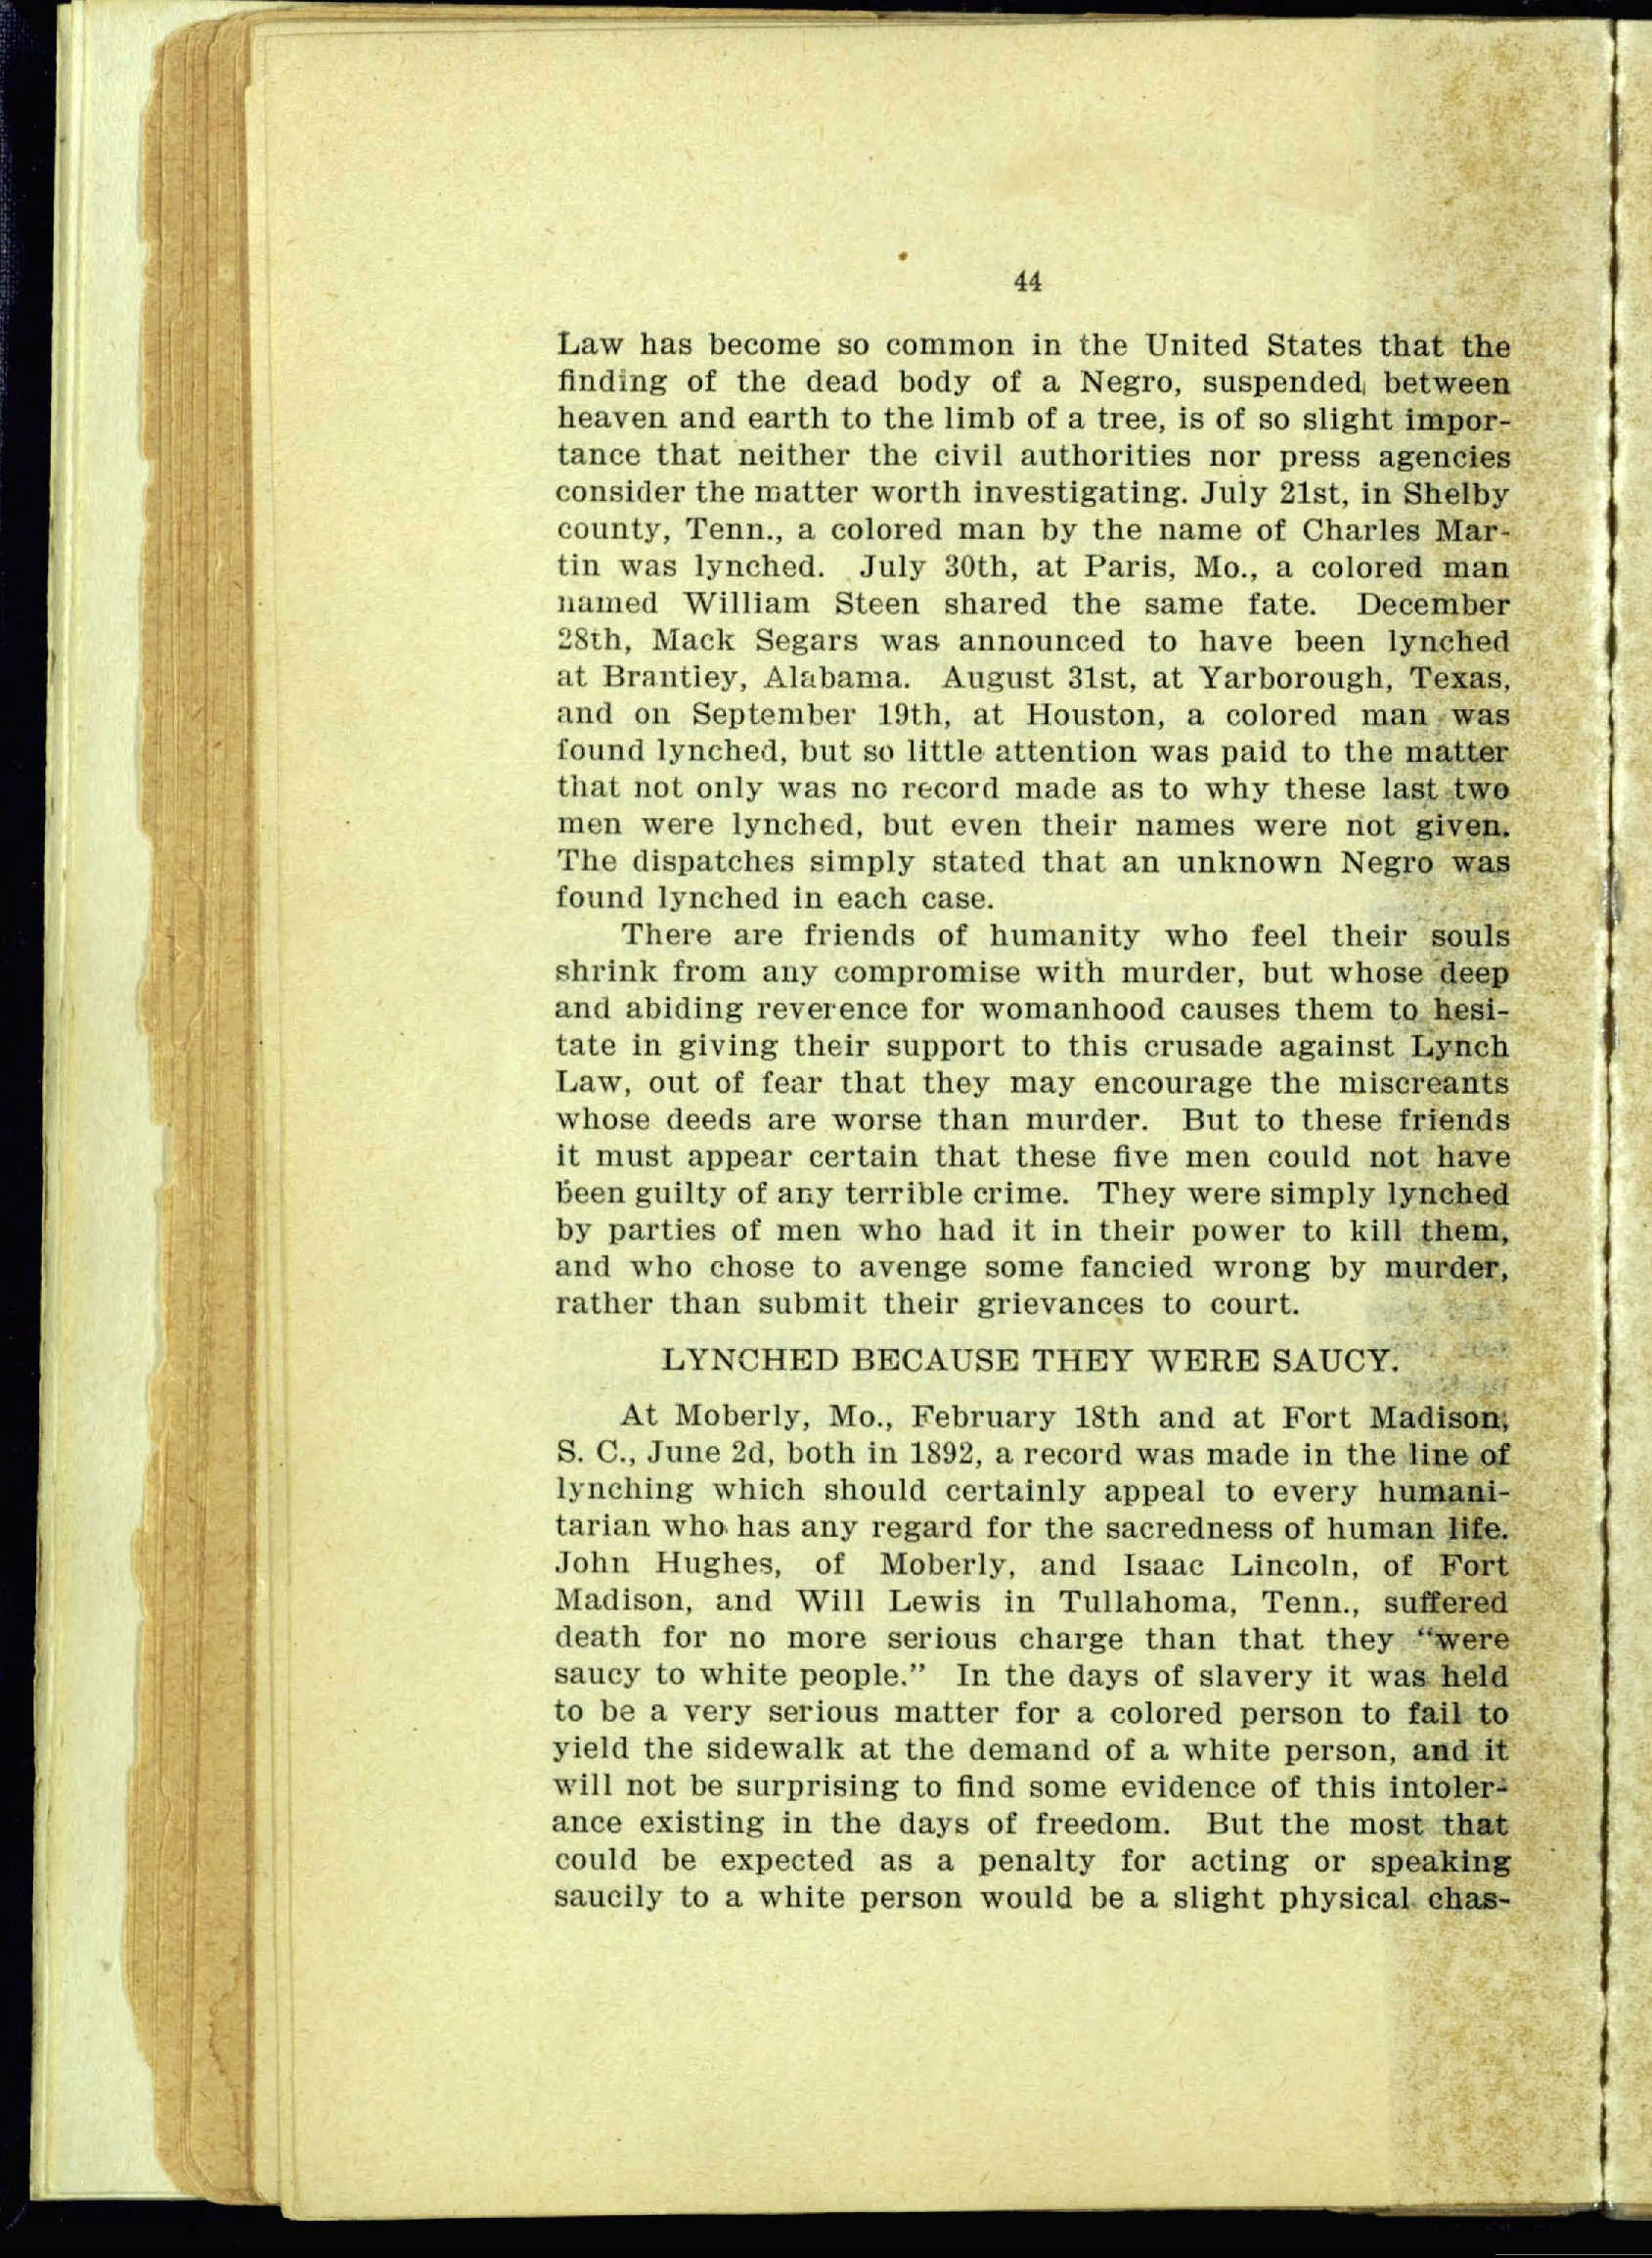 44
Law has become so common in the United States that the
finding of the dead body of a Negro, suspended between
heaven and earth to the limb of a tree, is of so slight impor-
tance that neither the civil authorities nor press agencies
consider the matter worth investigating. July 21st, in Shelby
county, Tenn., a colored man by the name of Charles Mar-
tin was lynched. July 30th, at Paris, Mo., a colored man
named William Steen shared the same fate. December
28th, Mack Segars was announced to have been lynched
at Brantley, Alabama. August 31st, at Yarborough, Texas,
and on September 19th, at Houston, a colored man was
found lynched, but so little attention was paid to the matter
that not only was no record made as to why these last two
men were lynched, but even their names were not given.
The dispatches simply stated that an unknown Negro was
found lynched in each case.
There are friends of humanity who feel their souls
shrink from any compromise with murder, but whose deep
and abiding reverence for womanhood causes them to hesi-
tate in giving their support to this crusade against Lynch
Law, out of fear that they may encourage the miscreants
whose deeds are worse than murder. But to these friends
it must appear certain that these five men could not have
been guilty of any terrible crime. They were simply lynched
by parties of men who had it in their power to kill them,
and who chose to avenge some fancied wrong by murder,
rather than submit their grievances to court.
LYNCHED BECAUSE THEY WERE SAUCY.
At Moberly, Mo., February 18th and at Fort Madison,
S. C., June 2d, both in 1892, a record was made in the line of
lynching which should certainly appeal to every humani-
tarian who has any regard for the sacredness of human life.
John Hughes, of Moberly, and Isaac Lincoln, of Fort
Madison, and Will Lewis in Tullahoma, Tenn., suffered
death for no more serious charge than that they "were
saucy to white people." In the days of slavery it was held
to be a very serious matter for a colored person to fail to
yield the sidewalk at the demand of a white person, and it
will not be surprising to find some evidence of this intoler-
ance existing in the days of freedom. But the most that
could be expected as a penalty for acting or speaking
saucily to a white person would be a slight physical chas-